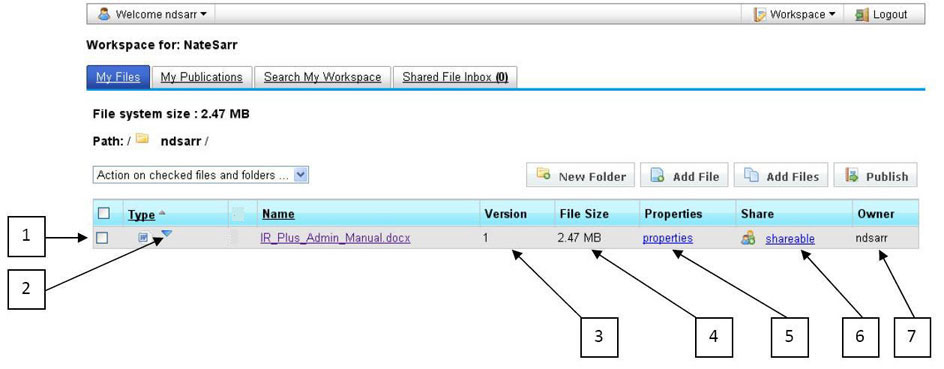 Welcome ndsarr Workspace Logout
Workspace for: NateSarr
My Files My Publications Search My Workspace Shared File Inbox (0)
File system size : 2.47 MB
Path: / ndsarr /
Action on checked files and folders ... New Folder Add File Add Files Publish
Type Name Version File Size Properties Share Owner
1 IR_Plus_Admin_Manual.docx 1 2.47 MB properties shareable ndsarr
2 3 4 5 6 7